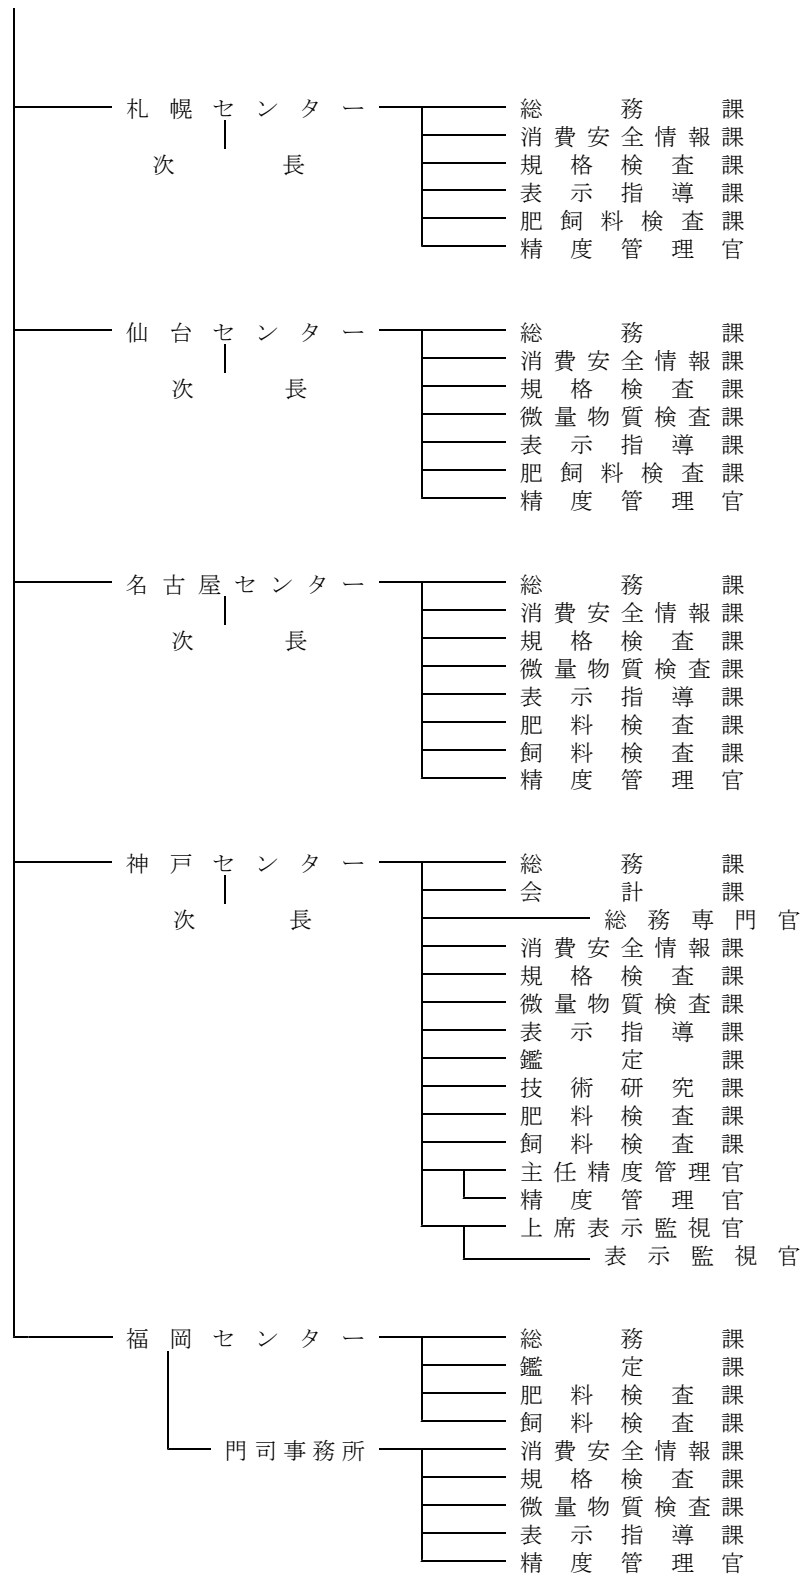 札幌センター 総務課
消費安全情報課
次長 規格検査課
表示指導課
肥飼料検査課
精度管理官
仙台センター 総務課
消費安全情報課
次長 規格検査課
微量物質検査課
表示指導課
肥飼料検査課
精度管理官
名古屋センター 総務課
消費安全情報課
次長 規格検査課
微量物質検査課
表示指導課
肥料検査課
飼料検査課
精度管理官
神戸センター 総務課
会計課
次長 総務専門官
消費安全情報課
規格検査課
微量物質検査課
表示指導課
鑑定課
技術研究課
肥料検査課
飼料検査課
主任精度管理官
精度管理官
上席表示監視官
表示監視官
福岡センター 総務課
鑑定課
肥料検査課
飼料検査課
門司事務所 消費安全情報課
規格検査課
微量物質検査課
表示指導課
精度管理官